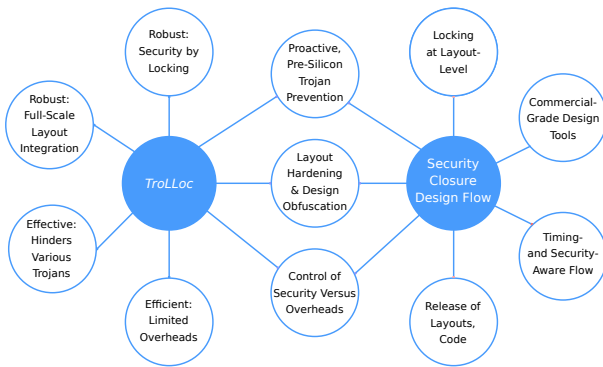 Robust:
Security by
Locking
Proactive,
Pre-Silicon
Trojan
Prevention
Locking
at Layout-
Level
Robust:
Full-Scale
Layout
Integration
Commercial-
Grade Design
Tools
TroLLoc
Layout
Hardening
& Design
Obfuscation
Security
Closure
Design Flow
Effective:
Hinders
Various
Trojans
Timing-
and Security-
Aware Flow
Efficient:
Limited
Overheads
Control of
Security Versus
Overheads
Release of
Layouts,
Code